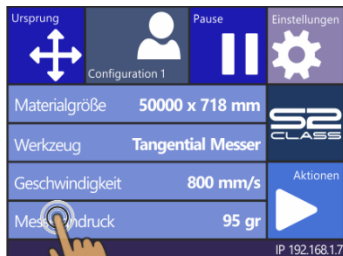 Ursprung
Configuration 1
Pause
Einstellungen
Materialgröße 50000 x 718 mm
Werkzeug Tangential Messer
S2
CLASS
Geschwindigkeit 800 mm/s
Aktionen
95 gr
IP 192.168.1.7